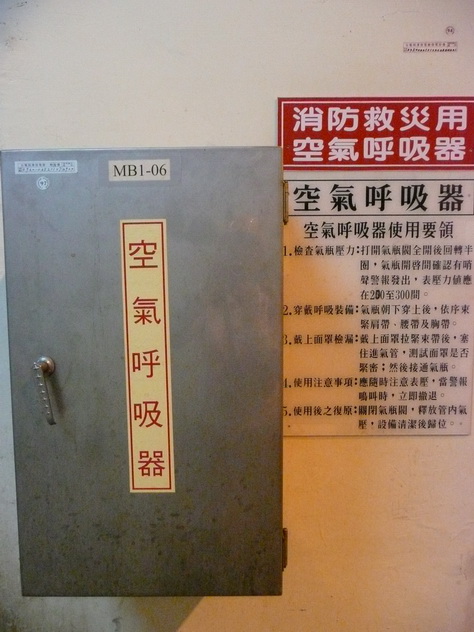 消防救災用
空氣呼吸器
MB1-06
空氣呼吸器
空氣呼吸器
空氣呼吸器使用要領
1.檢查氣瓶壓力:打開氣瓶閥全開後回轉半
圈,氣瓶開啓間確認有哨
聲警報發出,表壓力値應
在250至300間。
2.穿戴呼吸裝備:氣瓶朝下穿上後,依序束
緊肩帶、腰帶及胸帶。
3.戴上面罩檢漏:戴上面罩拉緊束帶後,塞
住進氣管,測試面罩是否
緊密;然後接通氣瓶。
4.使用注意事項:應隨時注意表壓,當警報
鳴叫時,立即撤退。
5.使用後之復原:關閉氣瓶閥,釋放管內氣
壓,設備清潔後歸位。